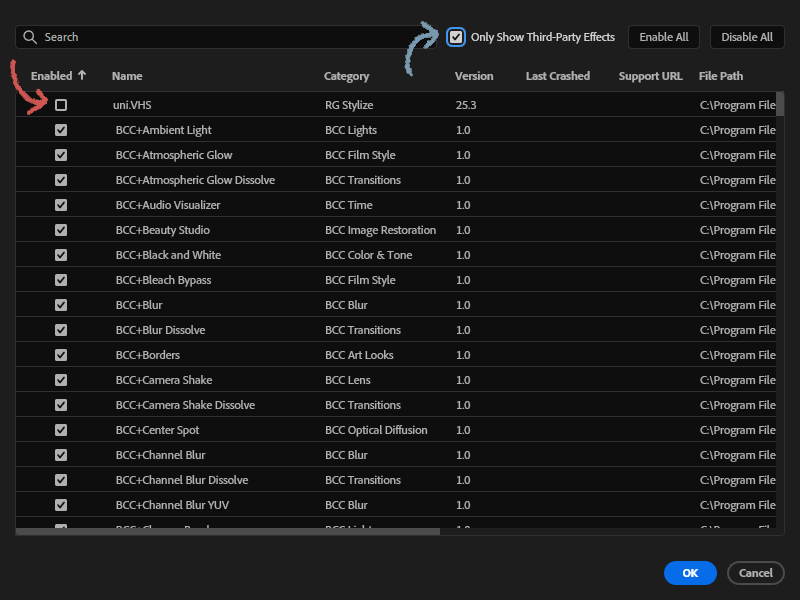 Search Only Show Third-Party Effects Enable All Disable All
Enabled Name Category Version Last Crashed Support URL File Path
uni.VHS RG Stylize 25.3 C:\Program File
BCC+Ambient Light BCC Lights 1.0 C:\Program File
BCC+Atmospheric Glow BCC Film Style 1.0 C:\Program File
BCC+Atmospheric Glow Dissolve BCC Transitions 1.0 C:\Program File
BCC+Audio Visualizer BCC Time 1.0 C:\Program File
BCC+Beauty Studio BCC Image Restoration 1.0 C:\Program File
BCC+Black and White BCC Color & Tone 1.0 C:\Program File
BCC+Bleach Bypass BCC Film Style 1.0 C:\Program File
BCC+Blur BCC Blur 1.0 C:\Program File
BCC+Blur Dissolve BCC Transitions 1.0 C:\Program File
BCC+Borders BCC Art Looks 1.0 C:\Program File
BCC+Camera Shake BCC Lens 1.0 C:\Program File
BCC+Camera Shake Dissolve BCC Transitions 1.0 C:\Program File
BCC+Center Spot BCC Optical Diffusion 1.0 C:\Program File
BCC+Channel Blur BCC Blur 1.0 C:\Program File
BCC+Channel Blur Dissolve BCC Transitions 1.0 C:\Program File
BCC+Channel Blur YUV BCC Blur 1.0 C:\Program File
OK Cancel